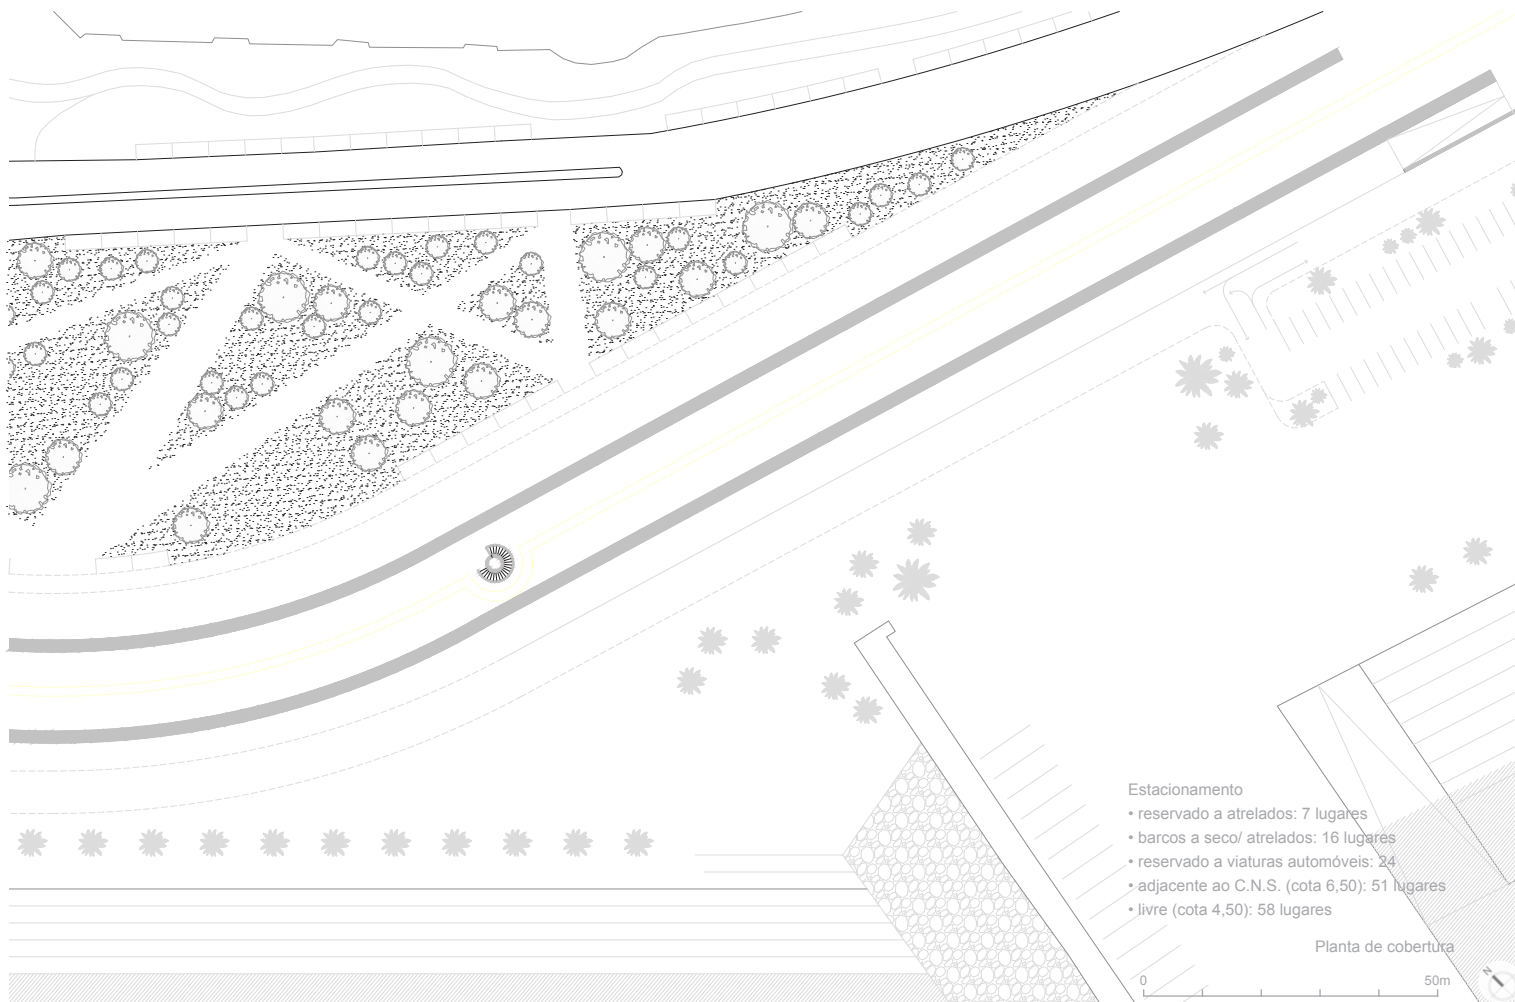 Estacionamento
• reservado a atrelados: 7 lugares
• barcos a seco/ atrelados: 16 lugares
• reservado a viaturas automóveis: 24
• adjacente ao C.N.S. (cota 6,50): 51 lugares
• livre (cota 4,50): 58 lugares
Planta de cobertura
0 50m
N